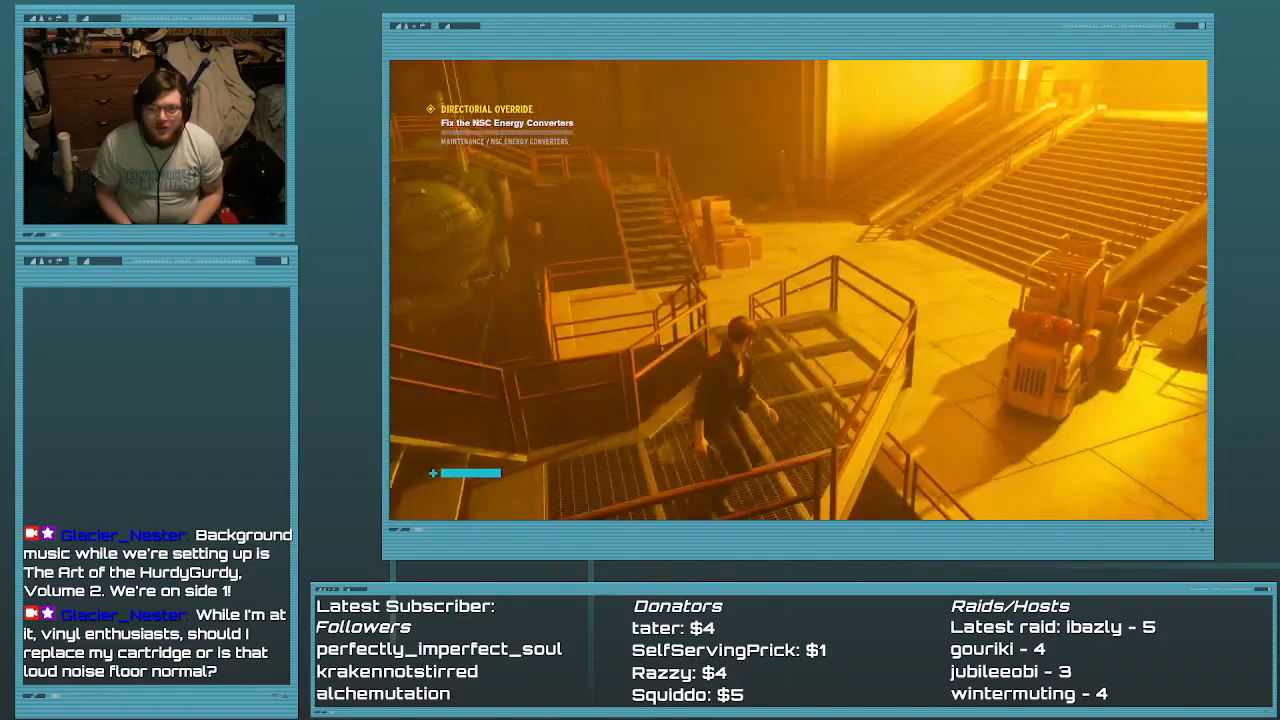 DIRECTORIAL OVERRIDE
Fix the NSC Energy Converters
MAINTENANCE / NSC ENERGY CONVERTERS
Glacier_Nester: Background
music while we're setting up is
The Art of the HurdyGurdy,
Volume 2. We're on side 1!
Glacier_Nester: While I'm at
it, vinyl enthusiasts, should I
replace my cartridge or is that
loud noise floor normal?
Latest Subscriber:
Followers
perfectly_imperfect_soul
krakennotstirred
alchemutation
Donators
tater: $4
SelfServingPrick: $1
Razzy: $4
Squiddo: $5
Raids/Hosts
Latest raid: ibazly - 5
gouriki - 4
jubileeobi - 3
wintermuting - 4